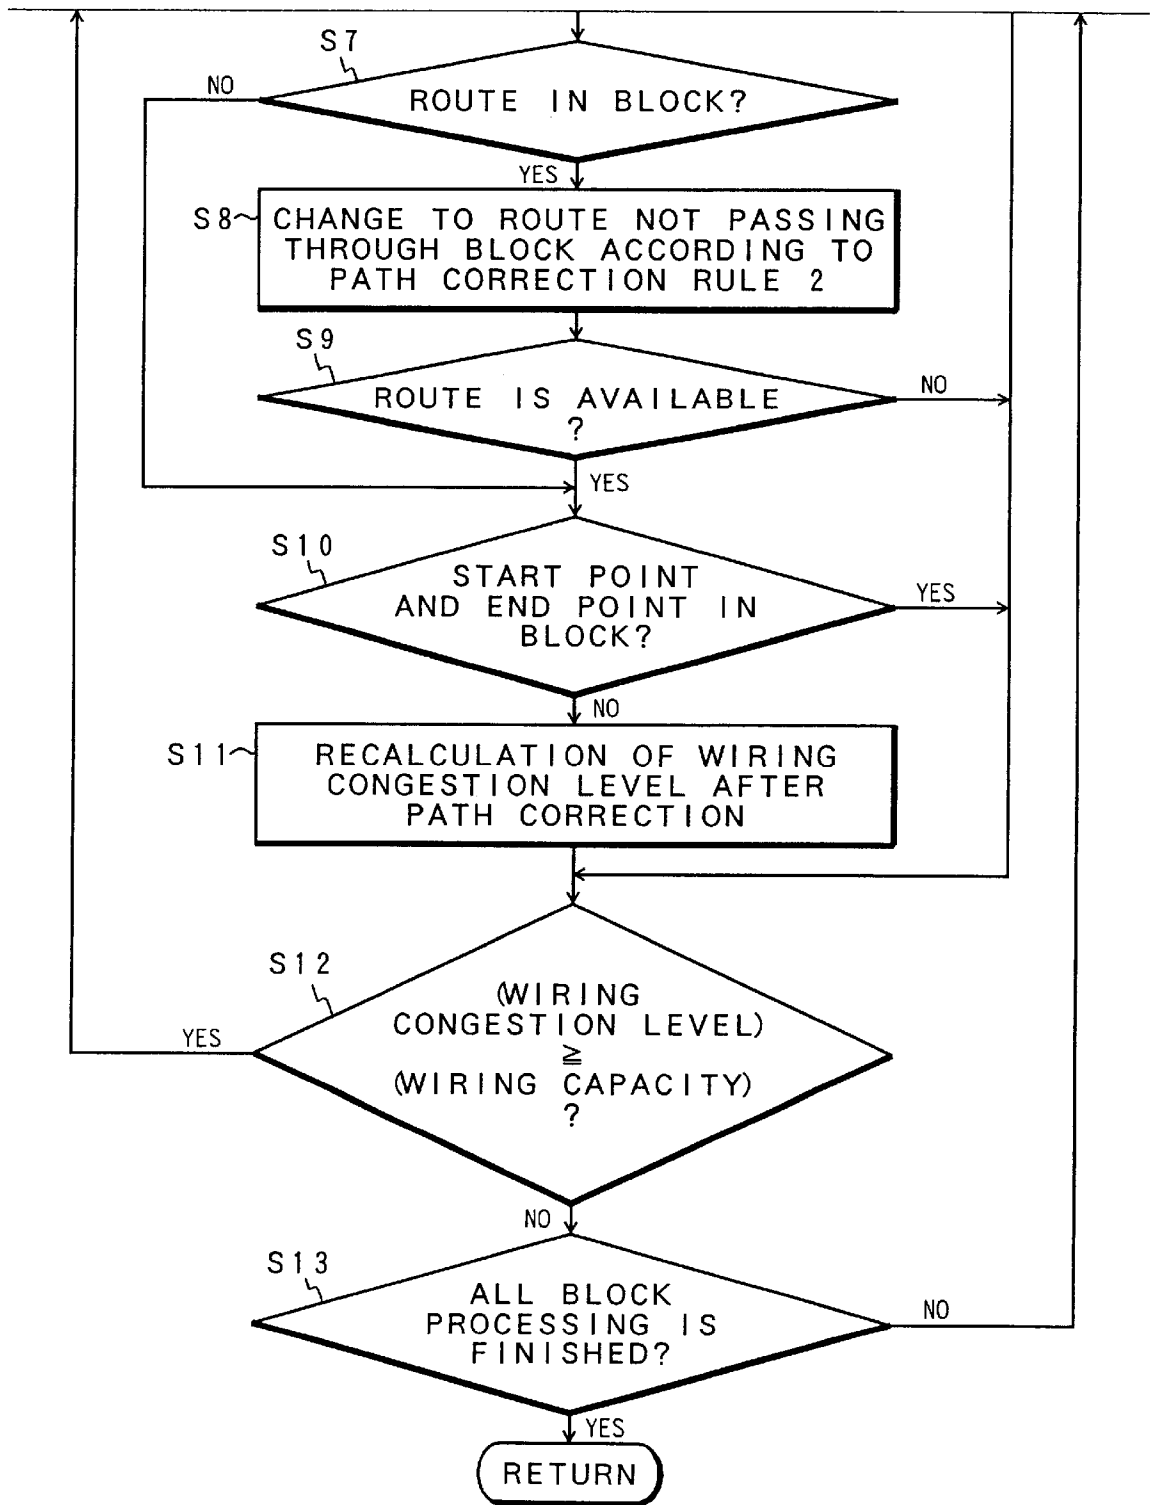 S7
NO
ROUTE IN BLOCK?
YES
S8
CHANGE TO ROUTE NOT PASSING
THROUGH BLOCK ACCORDING TO
PATH CORRECTION RULE 2
S9
NO
ROUTE IS AVAILABLE
?
YES
S10
START POINT
AND END POINT IN
BLOCK?
YES
NO
S11
RECALCULATION OF WIRING
CONGESTION LEVEL AFTER
PATH CORRECTION
S12
(WIRING
CONGESTION LEVEL)
YES
≧
(WIRING CAPACITY)
?
NO
S13
ALL BLOCK
PROCESSING IS
FINISHED?
NO
YES
RETURN